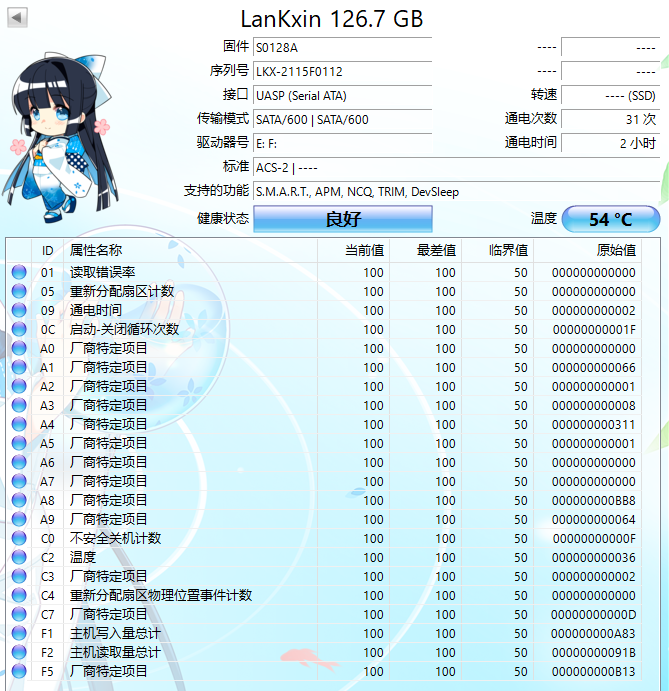 LanKxin 126.7 GB
固件 S0128A ---- ----
序列号 LKX-2115F0112 ---- ----
接口 UASP (Serial ATA) 转速 ---- (SSD)
传输模式 SATA/600 | SATA/600 通电次数 31 次
驱动器号 E: F: 通电时间 2 小时
标准 ACS-2 | ----
支持的功能 S.M.A.R.T., APM, NCQ, TRIM, DevSleep
健康状态 良好 温度 54 °C
ID 属性名称 当前值 最差值 临界值 原始值
01 读取错误率 100 100 50 000000000000
05 重新分配扇区计数 100 100 50 000000000000
09 通电时间 100 100 50 000000000002
0C 启动-关闭循环次数 100 100 50 00000000001F
A0 厂商特定项目 100 100 50 000000000000
A1 厂商特定项目 100 100 50 000000000066
A2 厂商特定项目 100 100 50 000000000001
A3 厂商特定项目 100 100 50 000000000008
A4 厂商特定项目 100 100 50 000000000311
A5 厂商特定项目 100 100 50 000000000001
A6 厂商特定项目 100 100 50 000000000000
A7 厂商特定项目 100 100 50 000000000000
A8 厂商特定项目 100 100 50 000000000BB8
A9 厂商特定项目 100 100 50 000000000064
C0 不安全关机计数 100 100 50 00000000000F
C2 温度 100 100 50 000000000036
C3 厂商特定项目 100 100 50 000000000002
C4 重新分配扇区物理位置事件计数 100 100 50 000000000000
C7 厂商特定项目 100 100 50 00000000000D
F1 主机写入量总计 100 100 50 000000000A83
F2 主机读取量总计 100 100 50 00000000091B
F5 厂商特定项目 100 100 50 000000000B13